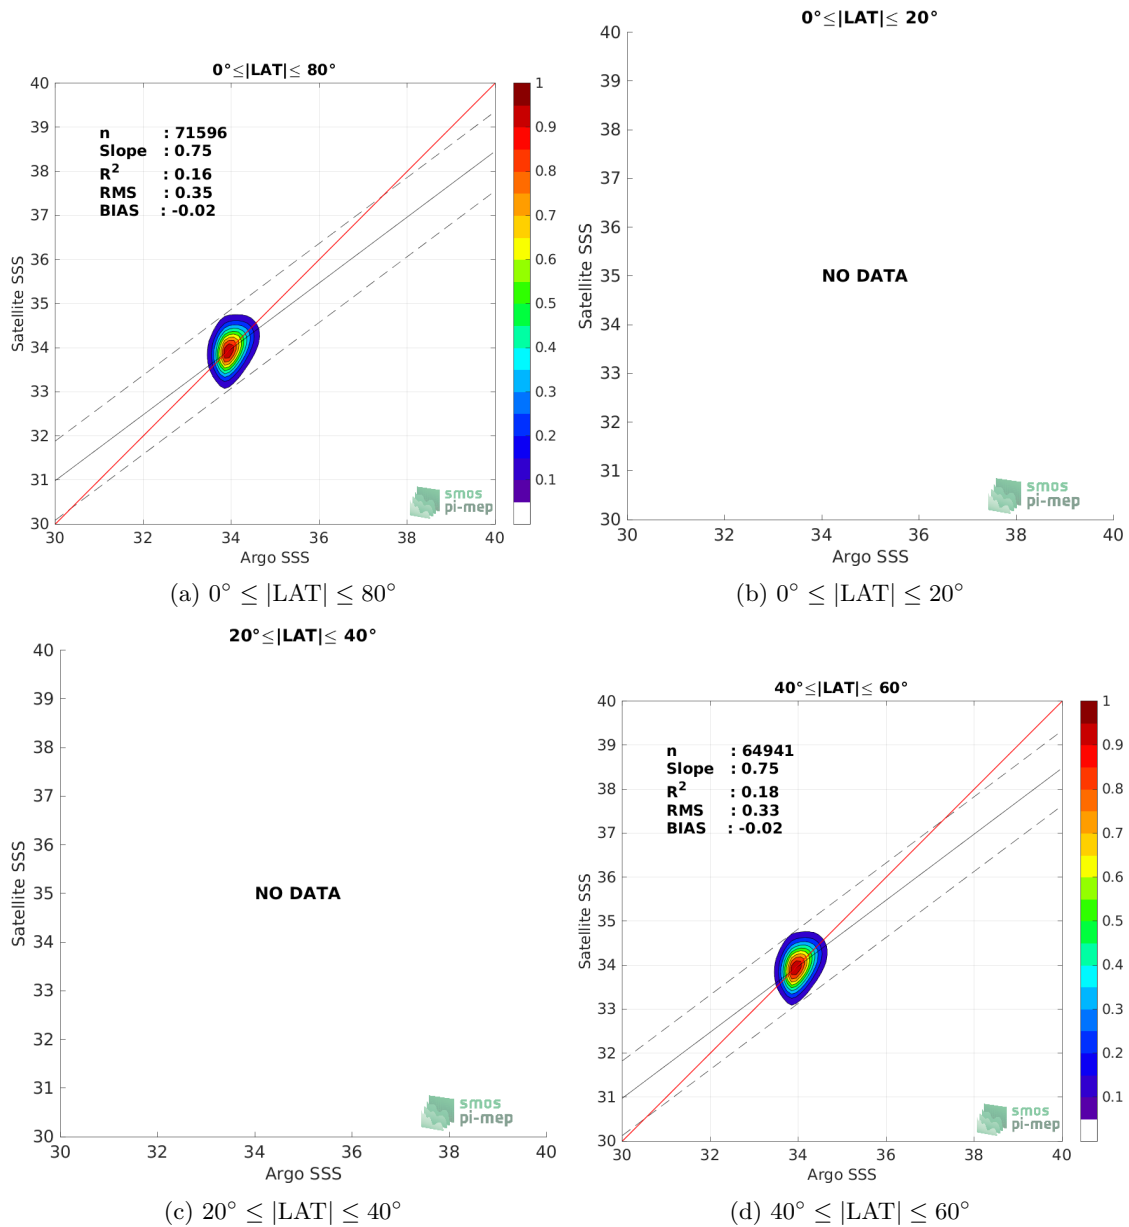 0°≤|LAT|≤ 80°
40
39
38
37
36
35
34
33
32
31
30
30
32
34
36
38
40
Satellite SSS
Argo SSS
n : 71596
Slope : 0.75
R² : 0.16
RMS : 0.35
BIAS : -0.02
1
0.9
0.8
0.7
0.6
0.5
0.4
0.3
0.2
0.1
smos
pi-mep
(a) 0° ≤ |LAT| ≤ 80°
0°≤|LAT|≤ 20°
40
39
38
37
36
35
34
33
32
31
30
30
32
34
36
38
40
Satellite SSS
Argo SSS
NO DATA
smos
pi-mep
(b) 0° ≤ |LAT| ≤ 20°
20°≤|LAT|≤ 40°
40
39
38
37
36
35
34
33
32
31
30
30
32
34
36
38
40
Satellite SSS
Argo SSS
NO DATA
smos
pi-mep
(c) 20° ≤ |LAT| ≤ 40°
40°≤|LAT|≤ 60°
40
39
38
37
36
35
34
33
32
31
30
30
32
34
36
38
40
Satellite SSS
Argo SSS
n : 64941
Slope : 0.75
R² : 0.18
RMS : 0.33
BIAS : -0.02
1
0.9
0.8
0.7
0.6
0.5
0.4
0.3
0.2
0.1
smos
pi-mep
(d) 40° ≤ |LAT| ≤ 60°